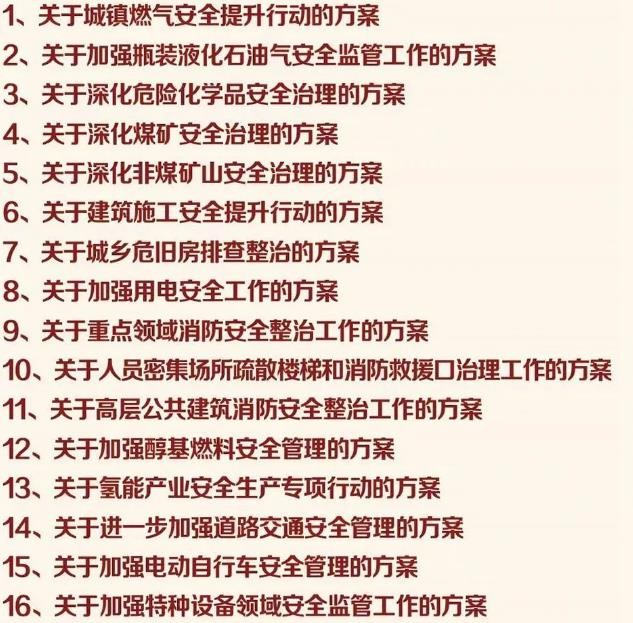 1、关于城镇燃气安全提升行动的方案
2、关于加强瓶装液化石油气安全监管工作的方案
3、关于深化危险化学品安全治理的方案
4、关于深化煤矿安全治理的方案
5、关于深化非煤矿山安全治理的方案
6、关于建筑施工安全提升行动的方案
7、关于城乡危旧房排查整治的方案
8、关于加强用电安全工作的方案
9、关于重点领域消防安全整治工作的方案
10、关于人员密集场所疏散楼梯和消防救援口治理工作的方案
11、关于高层公共建筑消防安全整治工作的方案
12、关于加强醇基燃料安全管理的方案
13、关于氢能产业安全生产专项行动的方案
14、关于进一步加强道路交通安全管理的方案
15、关于加强电动自行车安全管理的方案
16、关于加强特种设备领域安全监管工作的方案